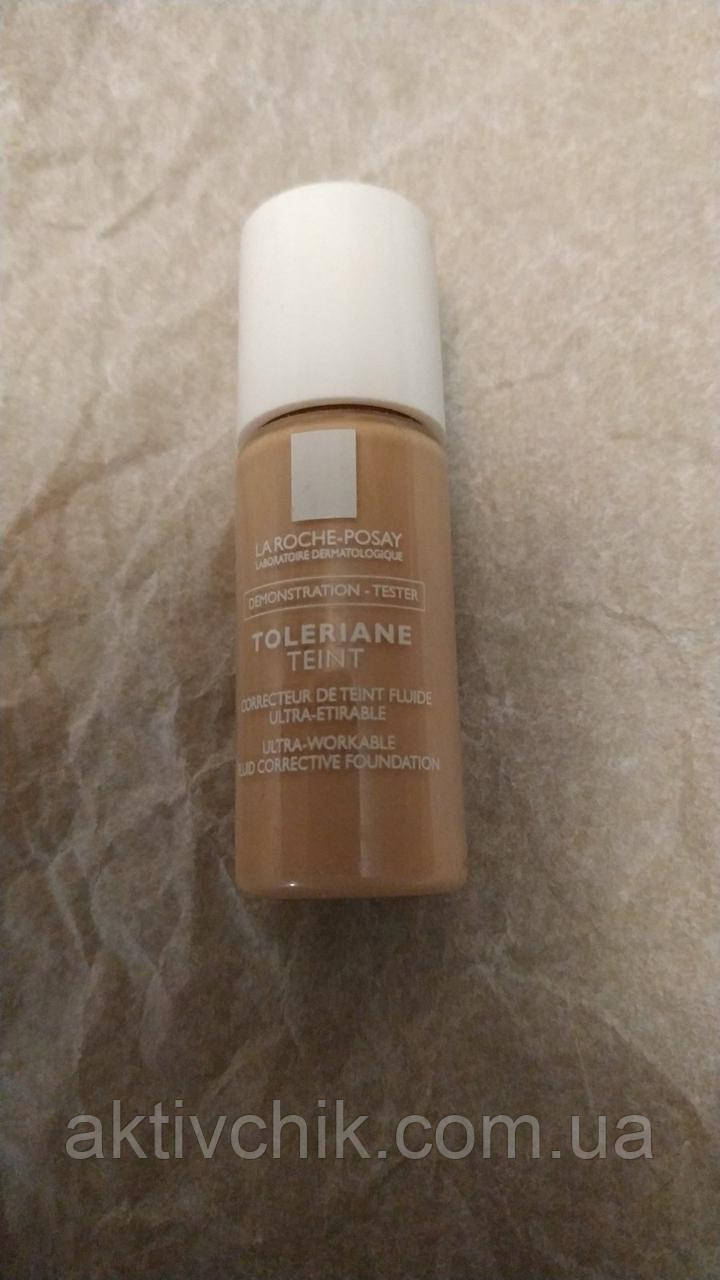 LA ROCHE-POSAY
LABORATOIRE DERMATOLOGIQUE
DEMONSTRATION - TESTER
TOLERIANE
TEINT
CORRECTEUR DE TEINT FLUIDE
ULTRA-ETIRABLE
ULTRA-WORKABLE
FLUID CORRECTIVE FOUNDATION
aktivchik.com.ua